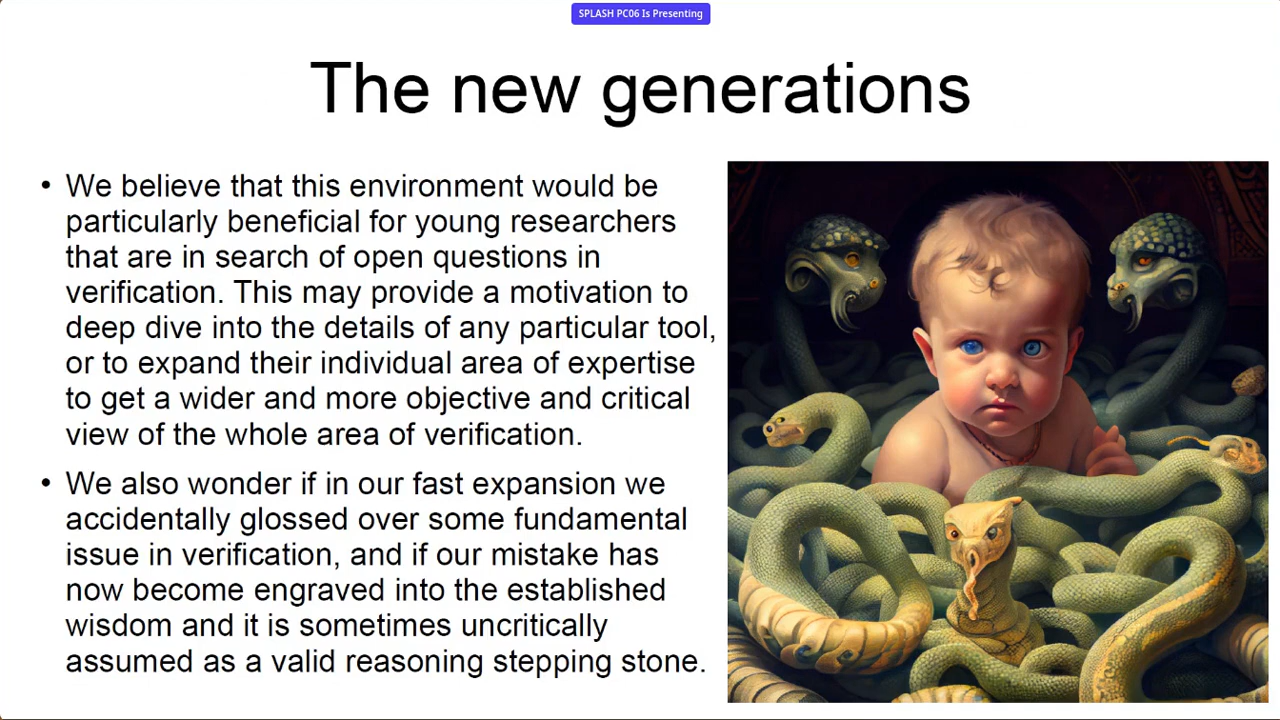 SPLASH PC06 Is Presenting
The new generations
• We believe that this environment would be
particularly beneficial for young researchers
that are in search of open questions in
verification. This may provide a motivation to
deep dive into the details of any particular tool,
or to expand their individual area of expertise
to get a wider and more objective and critical
view of the whole area of verification.
• We also wonder if in our fast expansion we
accidentally glossed over some fundamental
issue in verification, and if our mistake has
now become engraved into the established
wisdom and it is sometimes uncritically
assumed as a valid reasoning stepping stone.